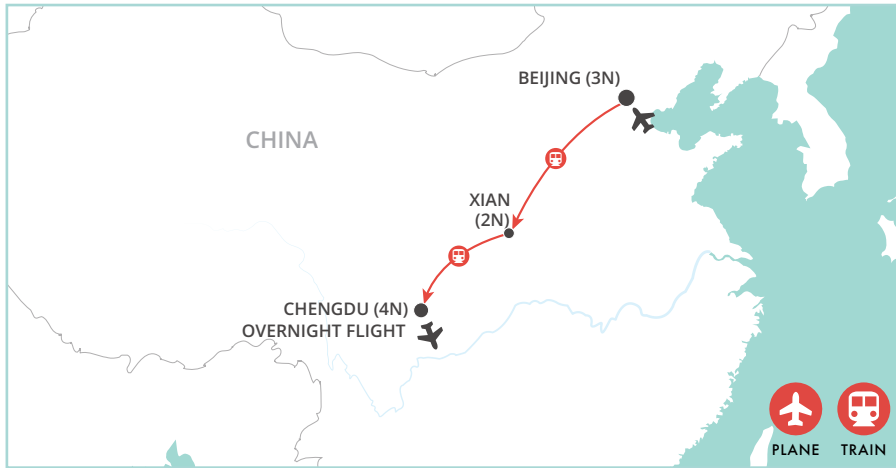 BEIJING (3N)
CHINA
XIAN
(2N)
CHENGDU (4N)
OVERNIGHT FLIGHT
PLANE
TRAIN